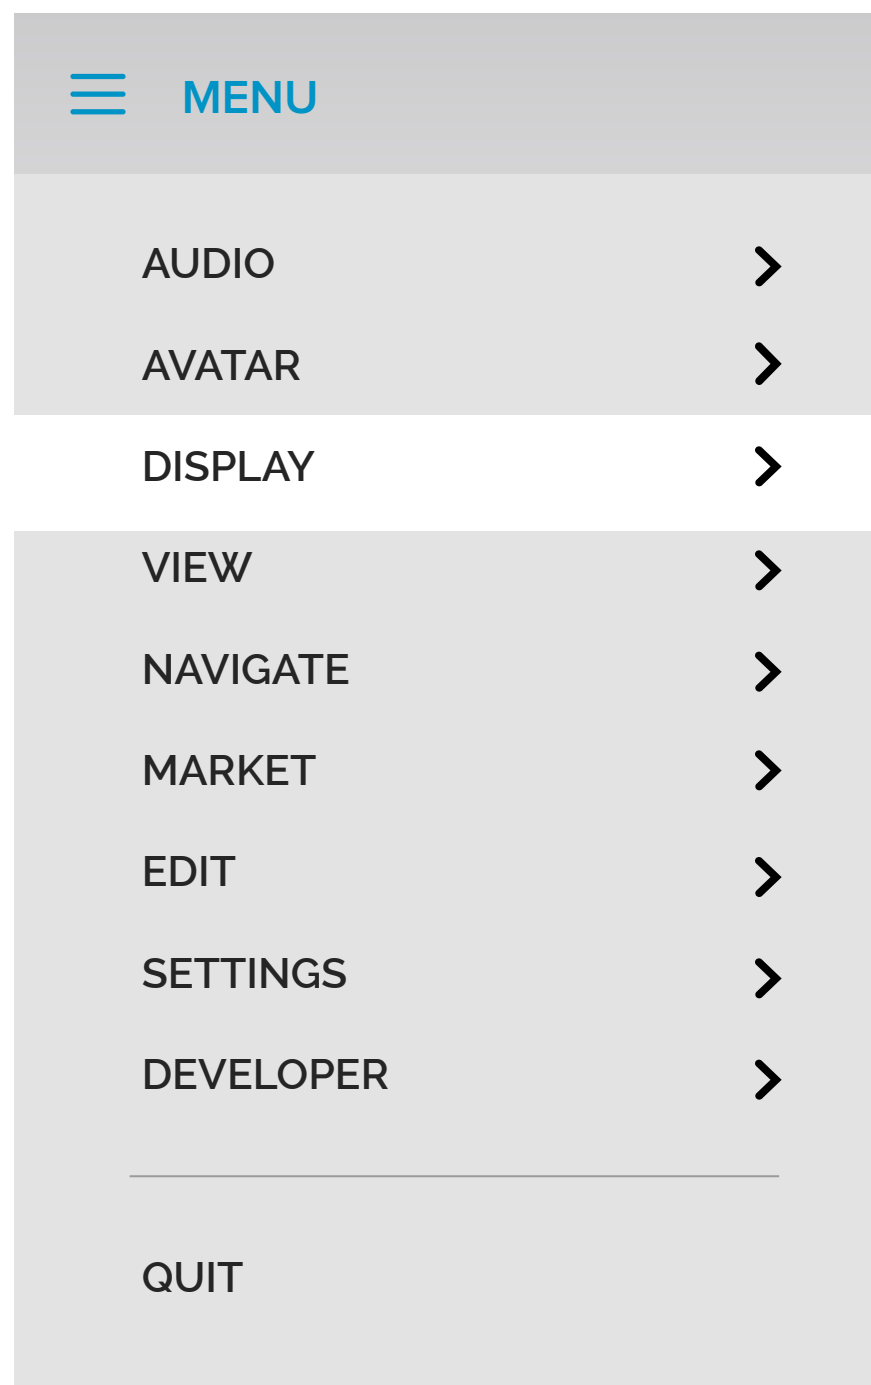 MENU
AUDIO
AVATAR
DISPLAY
VIEW
NAVIGATE
MARKET
EDIT
SETTINGS
DEVELOPER
QUIT